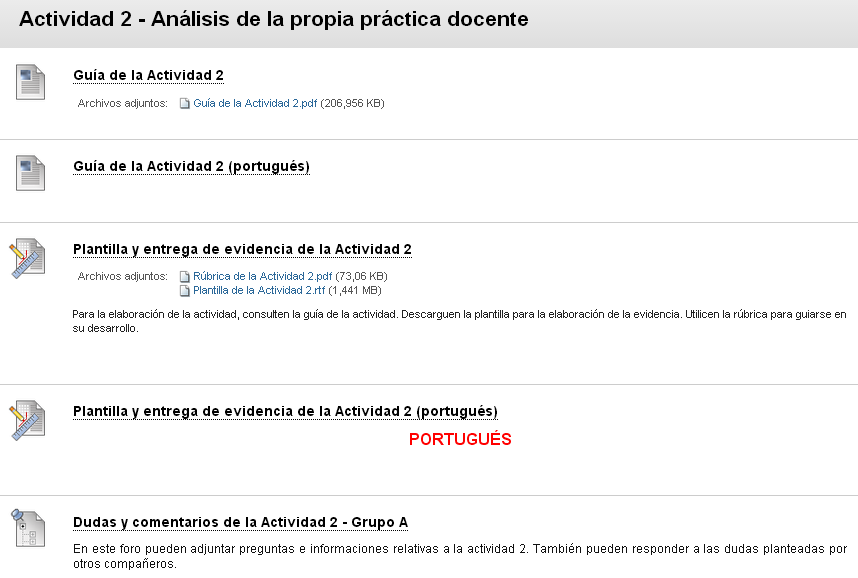 Actividad 2 - Análisis de la propia práctica docente
Guía de la Actividad 2
Archivos adjuntos: Guía de la Actividad 2.pdf (206,956 KB)
Guía de la Actividad 2 (portugués)
Plantilla y entrega de evidencia de la Actividad 2
Archivos adjuntos: Rúbrica de la Actividad 2.pdf (73,06 KB)
Plantilla de la Actividad 2.rtf (1,441 MB)
Para la elaboración de la actividad, consulten la guía de la actividad. Descarguen la plantilla para la elaboración de la evidencia. Utilicen la rúbrica para guiarse en
su desarrollo.
Plantilla y entrega de evidencia de la Actividad 2 (portugués)
PORTUGUÉS
Dudas y comentarios de la Actividad 2 - Grupo A
En este foro pueden adjuntar preguntas e informaciones relativas a la actividad 2. También pueden responder a las dudas planteadas por
otros compañeros.